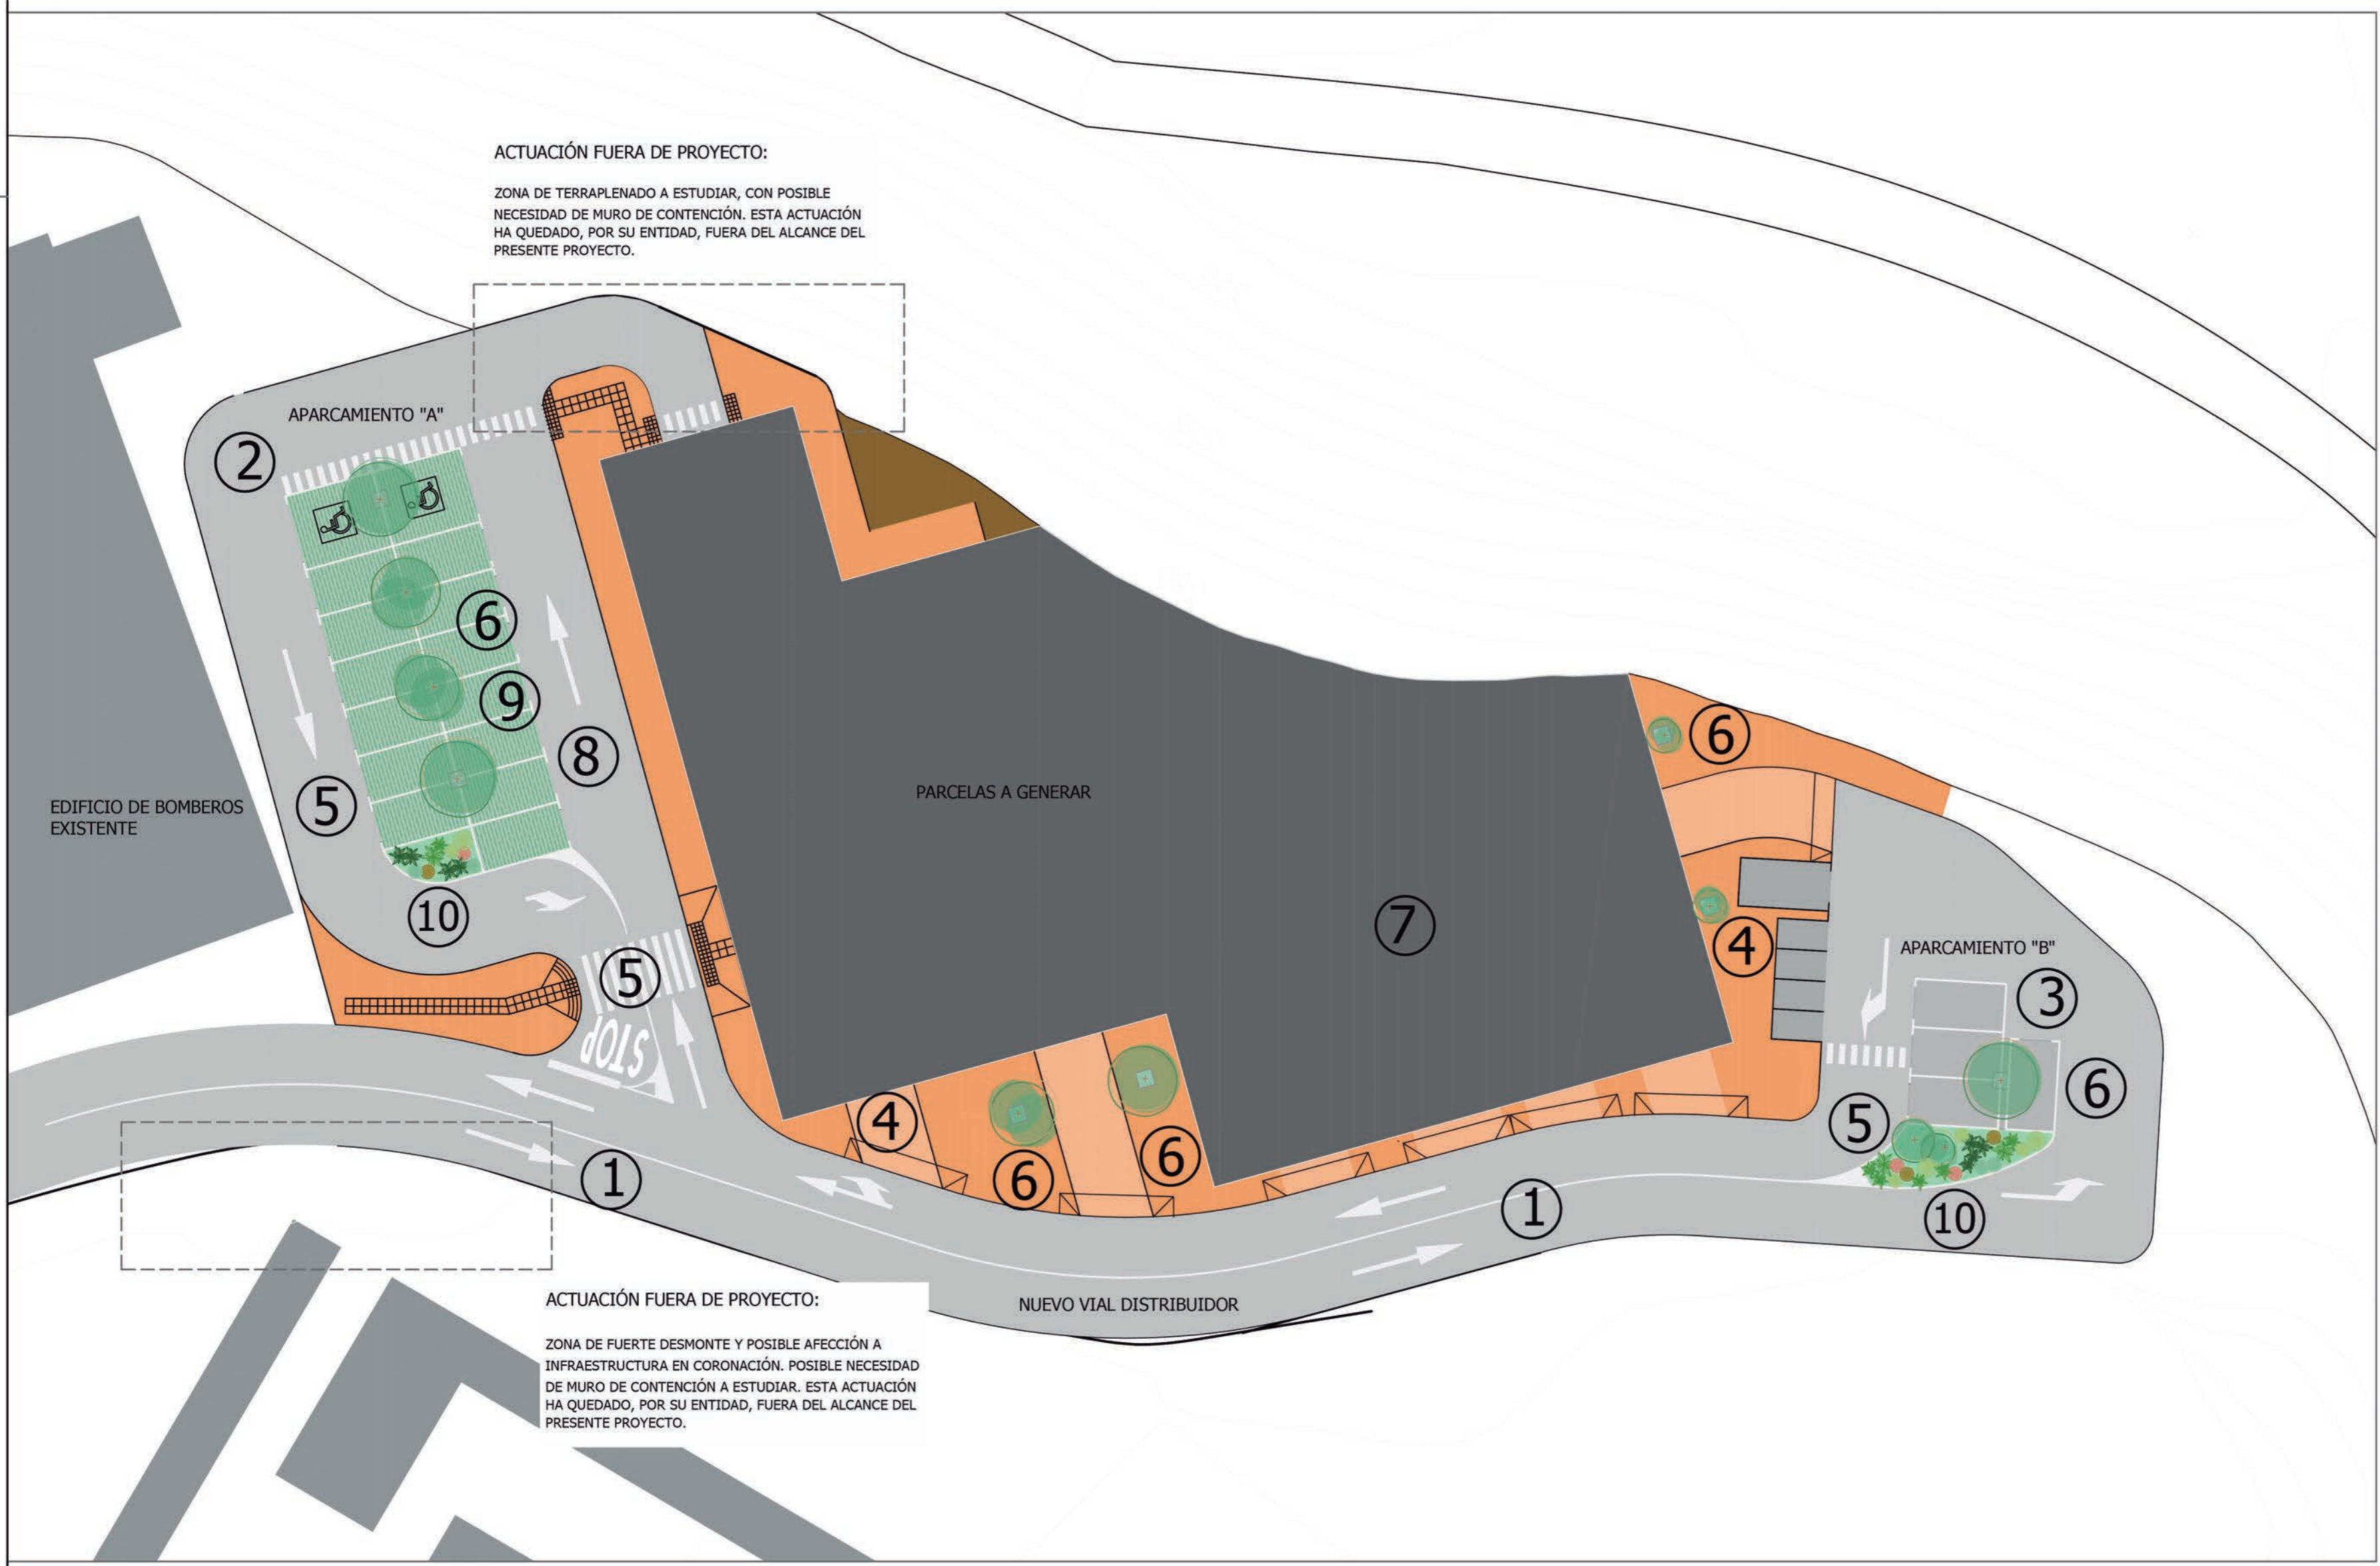 ACTUACIÓN FUERA DE PROYECTO:
ZONA DE TERRAPLENADO A ESTUDIAR, CON POSIBLE
NECESIDAD DE MURO DE CONTENCIÓN. ESTA ACTUACIÓN
HA QUEDADO, POR SU ENTIDAD, FUERA DEL ALCANCE DEL
PRESENTE PROYECTO.
APARCAMIENTO "A"
2
6
9
8
5
EDIFICIO DE BOMBEROS
EXISTENTE
10
5
STOP
PARCELAS A GENERAR
7
6
4
APARCAMIENTO "B"
3
6
5
10
4
6
6
1
1
NUEVO VIAL DISTRIBUIDOR
ACTUACIÓN FUERA DE PROYECTO:
ZONA DE FUERTE DESMONTE Y POSIBLE AFECCIÓN A
INFRAESTRUCTURA EN CORONACIÓN. POSIBLE NECESIDAD
DE MURO DE CONTENCIÓN A ESTUDIAR. ESTA ACTUACIÓN
HA QUEDADO, POR SU ENTIDAD, FUERA DEL ALCANCE DEL
PRESENTE PROYECTO.